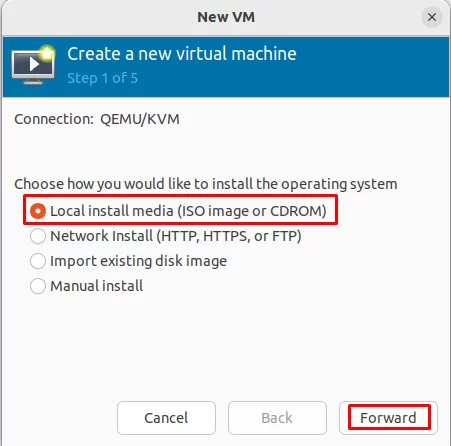 New VM
Create a new virtual machine
Step 1 of 5
Connection: QEMU/KVM
Choose how you would like to install the operating system
Local install media (ISO image or CDROM)
Network Install (HTTP, HTTPS, or FTP)
Import existing disk image
Manual install
Cancel Back Forward